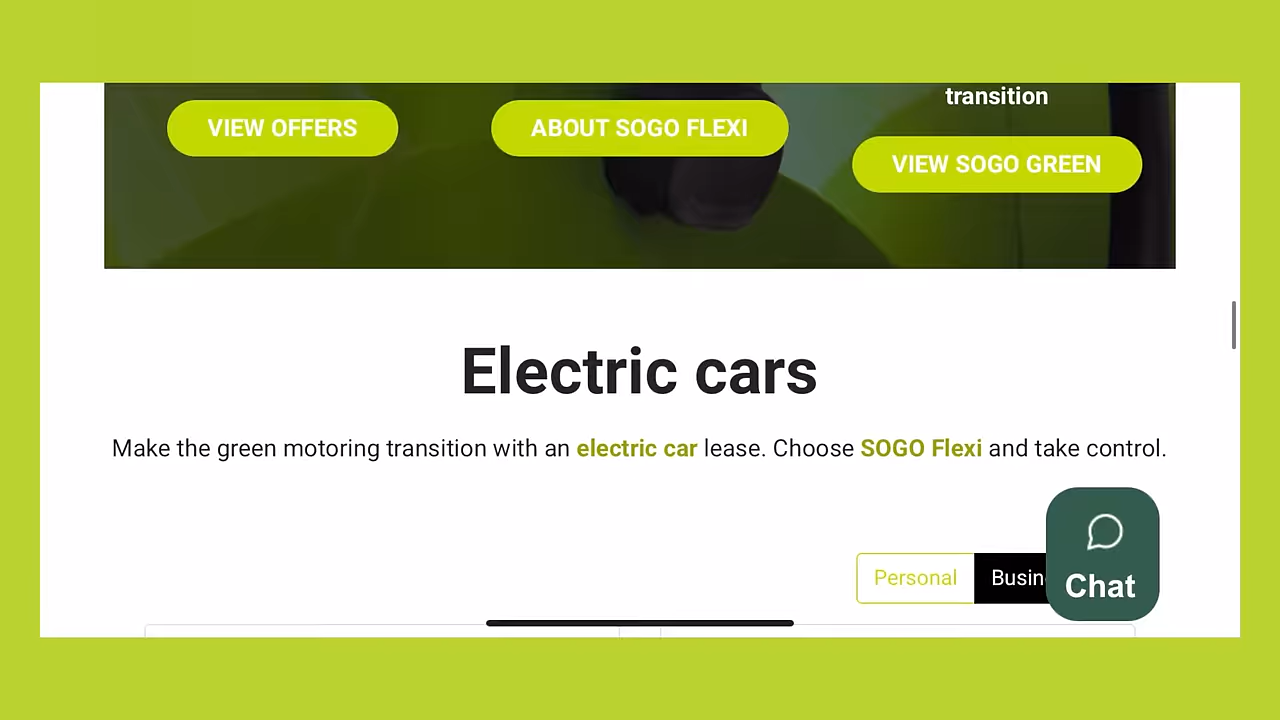 transition
VIEW OFFERS
ABOUT SOGO FLEXI
VIEW SOGO GREEN
Electric cars
Make the green motoring transition with an electric car lease. Choose SOGO Flexi and take control.
Personal
Chat